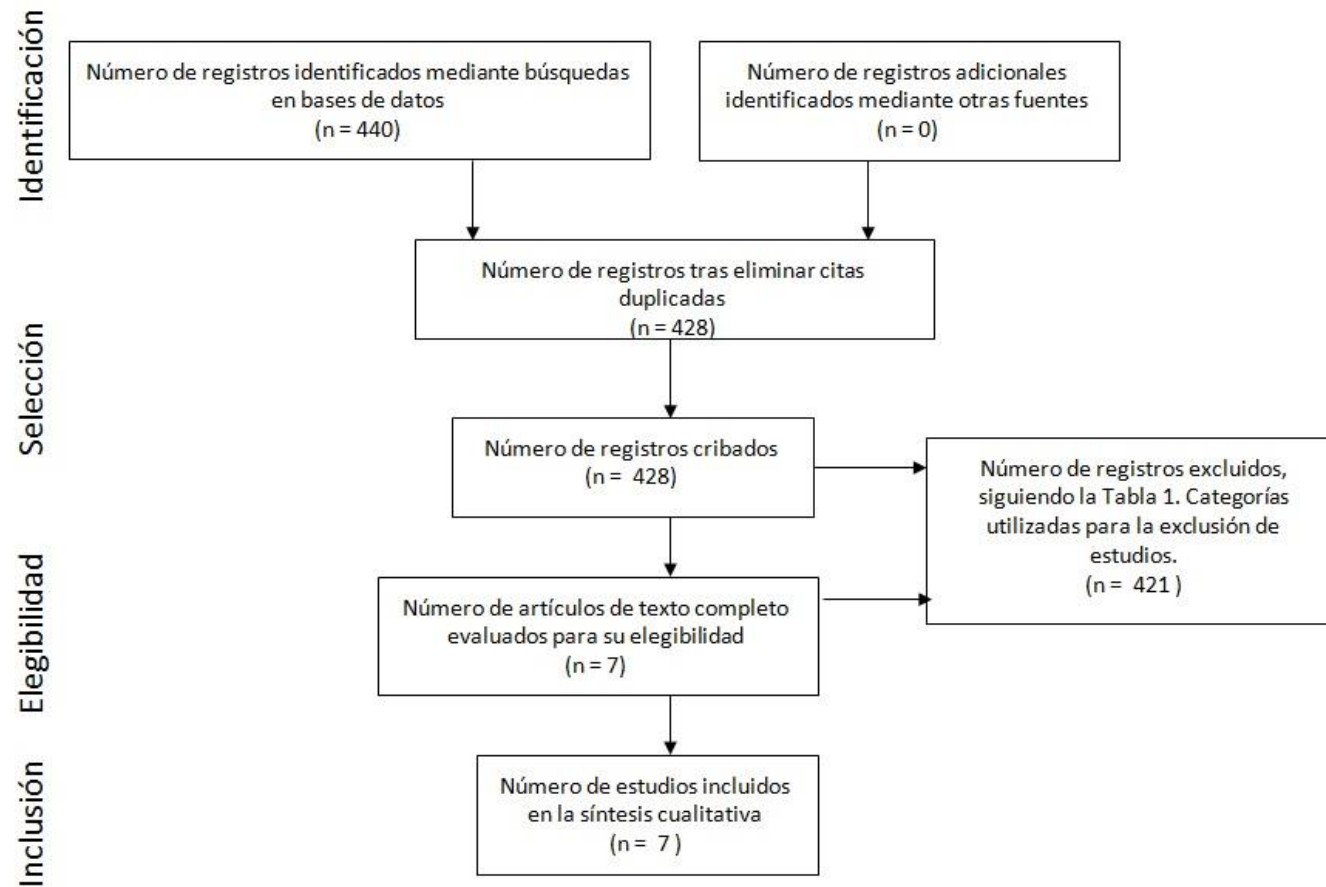 Identificación
Número de registros identificados mediante búsquedas
en bases de datos
(n = 440)
Número de registros adicionales
identificados mediante otras fuentes
(n = 0)
Selección
Número de registros tras eliminar citas
duplicadas
(n = 428)
Número de registros cribados
(n =  428)
Número de registros excluidos,
siguiendo la Tabla 1. Categorías
utilizadas para la exclusión de
estudios.
(n =  421 )
Elegibilidad
Número de artículos de texto completo
evaluados para su elegibilidad
(n = 7)
Inclusión
Número de estudios incluidos
en la síntesis cualitativa
(n =  7 )